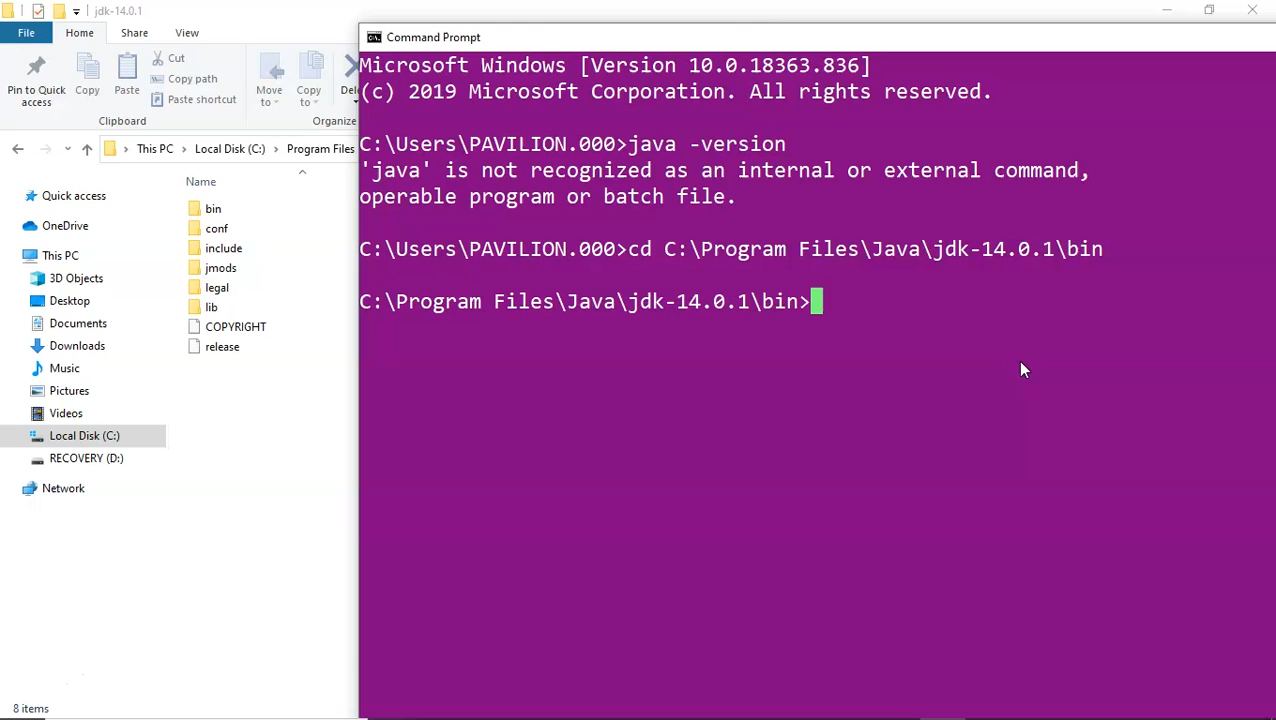 jdk-14.0.1
File Home Share View
Pin to Quick access
Copy
Paste
Cut
Copy path
Paste shortcut
Clipboard
Move to
Copy to
Organize
This PC Local Disk (C:) Program Files
Quick access
OneDrive
This PC
3D Objects
Desktop
Documents
Downloads
Music
Pictures
Videos
Local Disk (C:)
RECOVERY (D:)
Network
Name
bin
conf
include
jmods
legal
lib
COPYRIGHT
release
8 items
Command Prompt
Microsoft Windows [Version 10.0.18363.836]
(c) 2019 Microsoft Corporation. All rights reserved.
C:\Users\PAVILION.000>java -version
'java' is not recognized as an internal or external command,
operable program or batch file.
C:\Users\PAVILION.000>cd C:\Program Files\Java\jdk-14.0.1\bin
C:\Program Files\Java\jdk-14.0.1\bin>